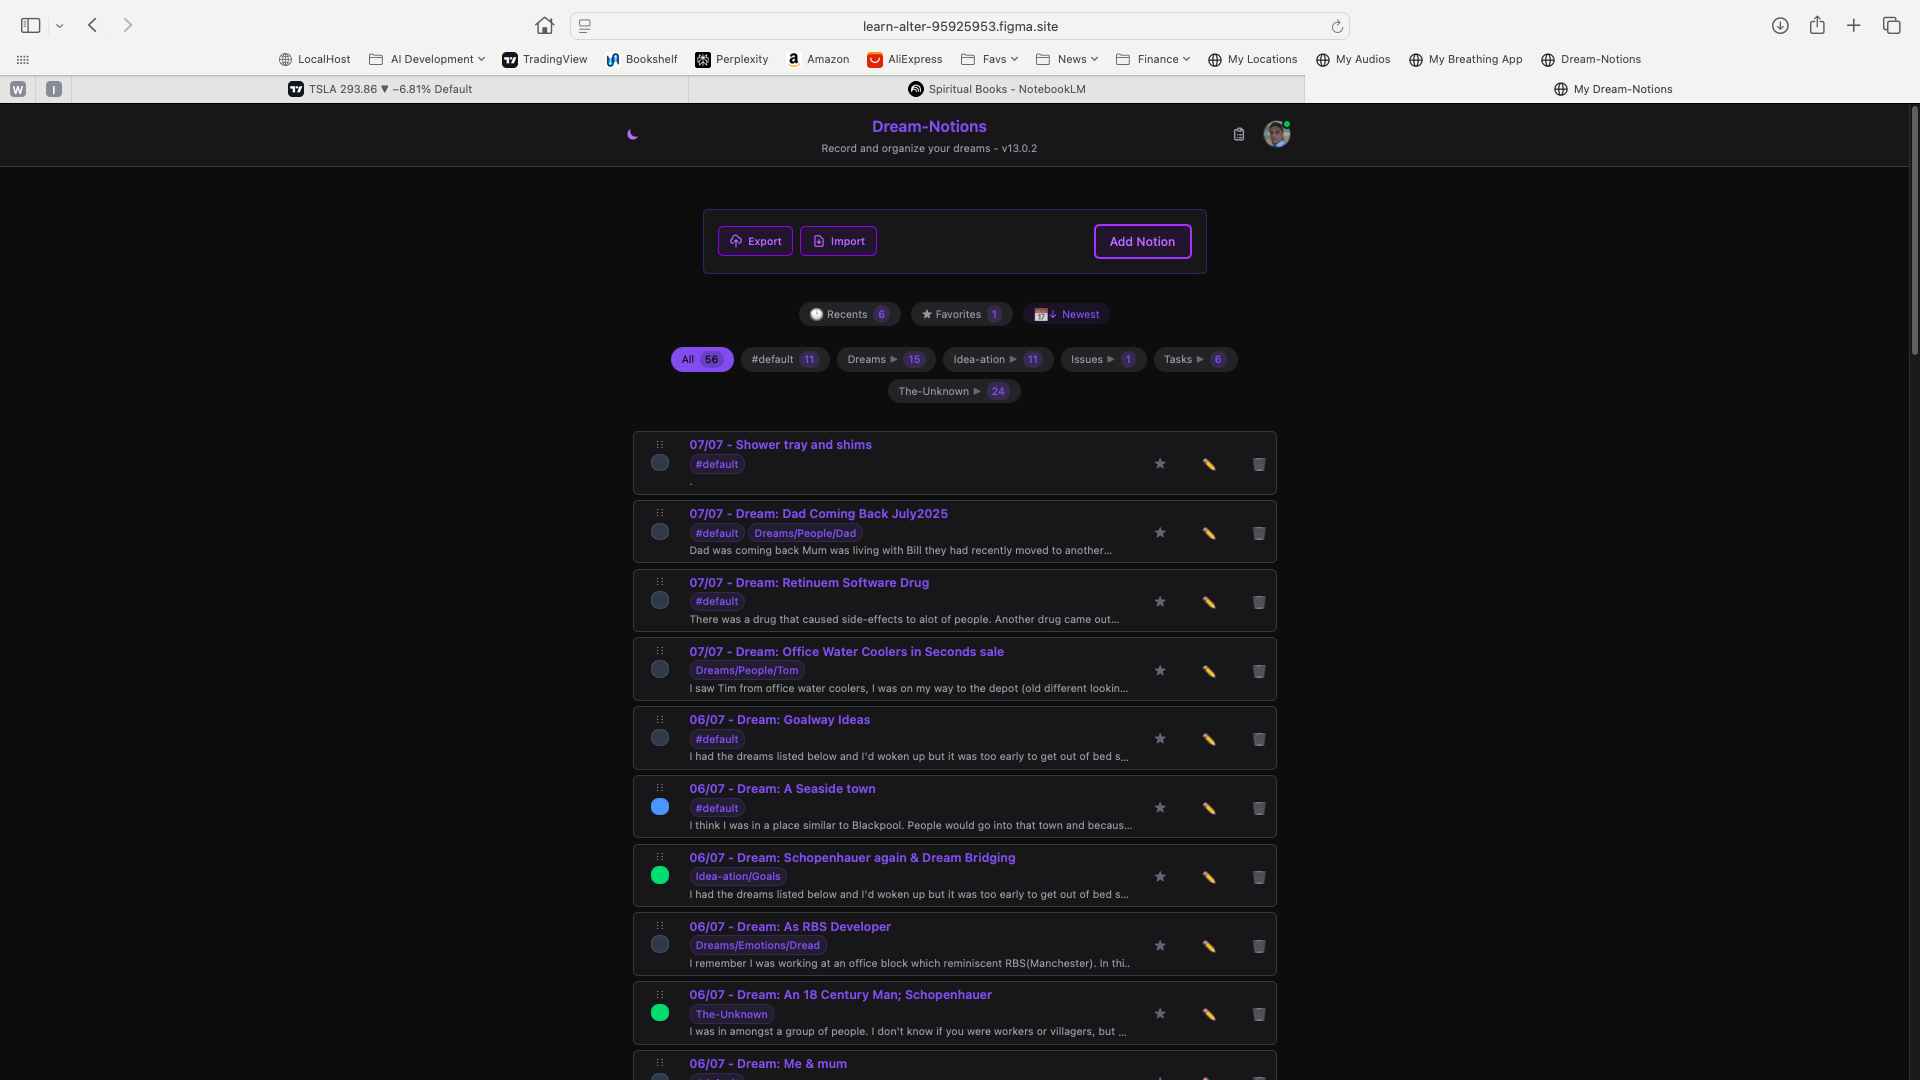 learn-alter-95925953.figma.site
LocalHost AI Development TradingView Bookshelf Perplexity Amazon AliExpress Favs News Finance My Locations My Audios My Breathing App Dream-Notions
W I TSLA 293.86 ▼ −6.81% Default Spiritual Books - NotebookLM My Dream-Notions
Dream-Notions
Record and organize your dreams - v13.0.2
Export Import Add Notion
Recents 6 ★ Favorites 1 17 ↓ Newest
All 56 #default 11 Dreams ▶ 15 Idea-ation ▶ 11 Issues ▶ 1 Tasks ▶ 6
The-Unknown ▶ 24
07/07 - Shower tray and shims
#default
.
07/07 - Dream: Dad Coming Back July2025
#default Dreams/People/Dad
Dad was coming back Mum was living with Bill they had recently moved to another...
07/07 - Dream: Retinuem Software Drug
#default
There was a drug that caused side-effects to alot of people. Another drug came out...
07/07 - Dream: Office Water Coolers in Seconds sale
Dreams/People/Tom
I saw Tim from office water coolers, I was on my way to the depot (old different lookin...
06/07 - Dream: Goalway Ideas
#default
I had the dreams listed below and I'd woken up but it was too early to get out of bed s...
06/07 - Dream: A Seaside town
#default
I think I was in a place similar to Blackpool. People would go into that town and becaus...
06/07 - Dream: Schopenhauer again & Dream Bridging
Idea-ation/Goals
I had the dreams listed below and I'd woken up but it was too early to get out of bed s...
06/07 - Dream: As RBS Developer
Dreams/Emotions/Dread
I remember I was working at an office block which reminiscent RBS(Manchester). In thi..
06/07 - Dream: An 18 Century Man; Schopenhauer
The-Unknown
I was in amongst a group of people. I don't know if you were workers or villagers, but ...
06/07 - Dream: Me & mum